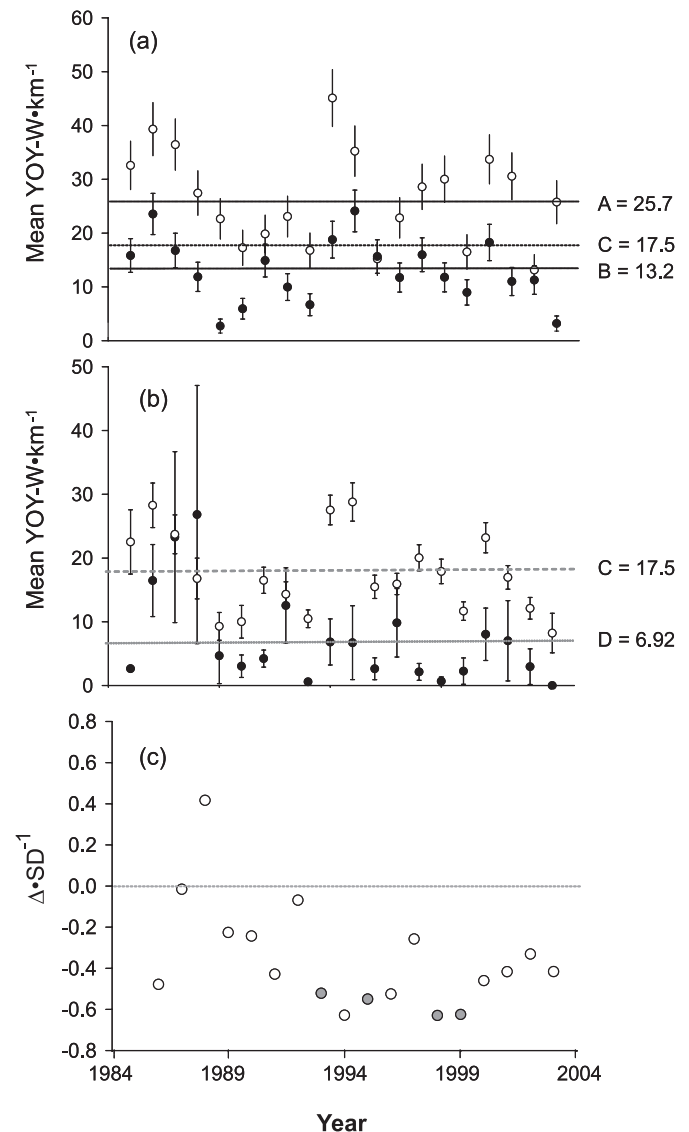 (a)
Mean YOY-W•km⁻¹
60
50
40
30
20
10
0
A = 25.7
C = 17.5
B = 13.2
(b)
Mean YOY-W•km⁻¹
50
40
30
20
10
0
C = 17.5
D = 6.92
(c)
Δ•SD⁻¹
0.8
0.6
0.4
0.2
0.0
-0.2
-0.4
-0.6
-0.8
1984 1989 1994 1999 2004
Year